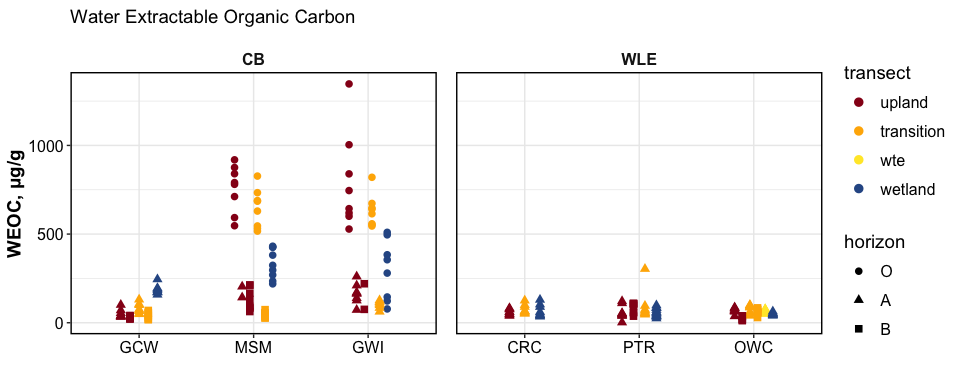 Water Extractable Organic Carbon
CB
WLE
WEOC, μg/g
1000
500
0
GCW
MSM
GWI
CRC
PTR
OWC
transect
upland
transition
wte
wetland
horizon
O
A
B